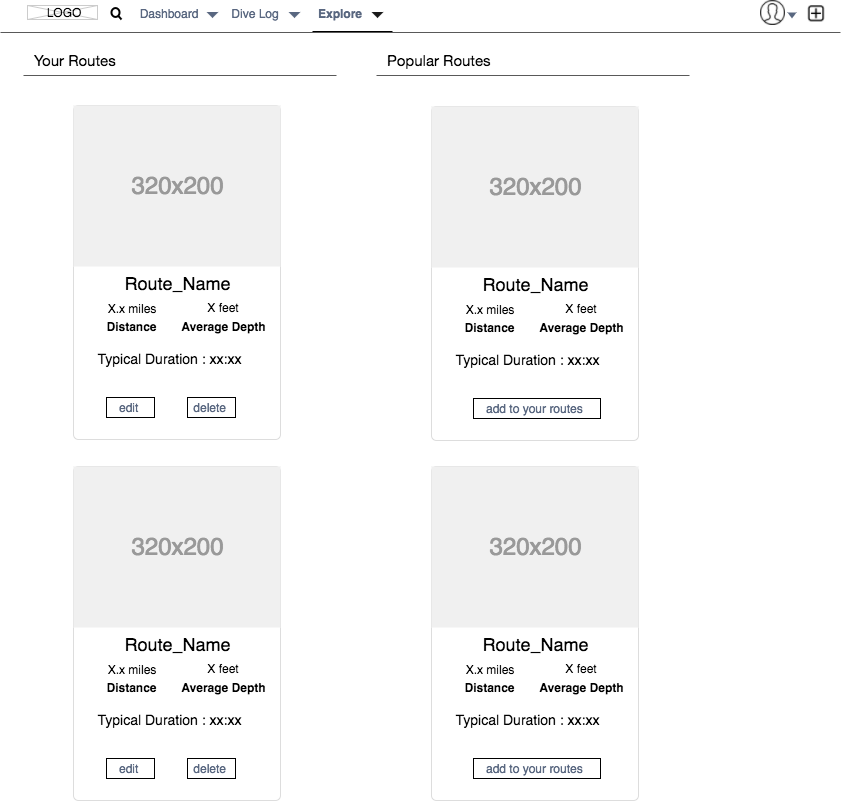 LOGO Dashboard Dive Log Explore
Your Routes
320x200
Route_Name
X.x miles X feet
Distance Average Depth
Typical Duration : xx:xx
edit delete
320x200
Route_Name
X.x miles X feet
Distance Average Depth
Typical Duration : xx:xx
edit delete
Popular Routes
320x200
Route_Name
X.x miles X feet
Distance Average Depth
Typical Duration : xx:xx
add to your routes
320x200
Route_Name
X.x miles X feet
Distance Average Depth
Typical Duration : xx:xx
add to your routes